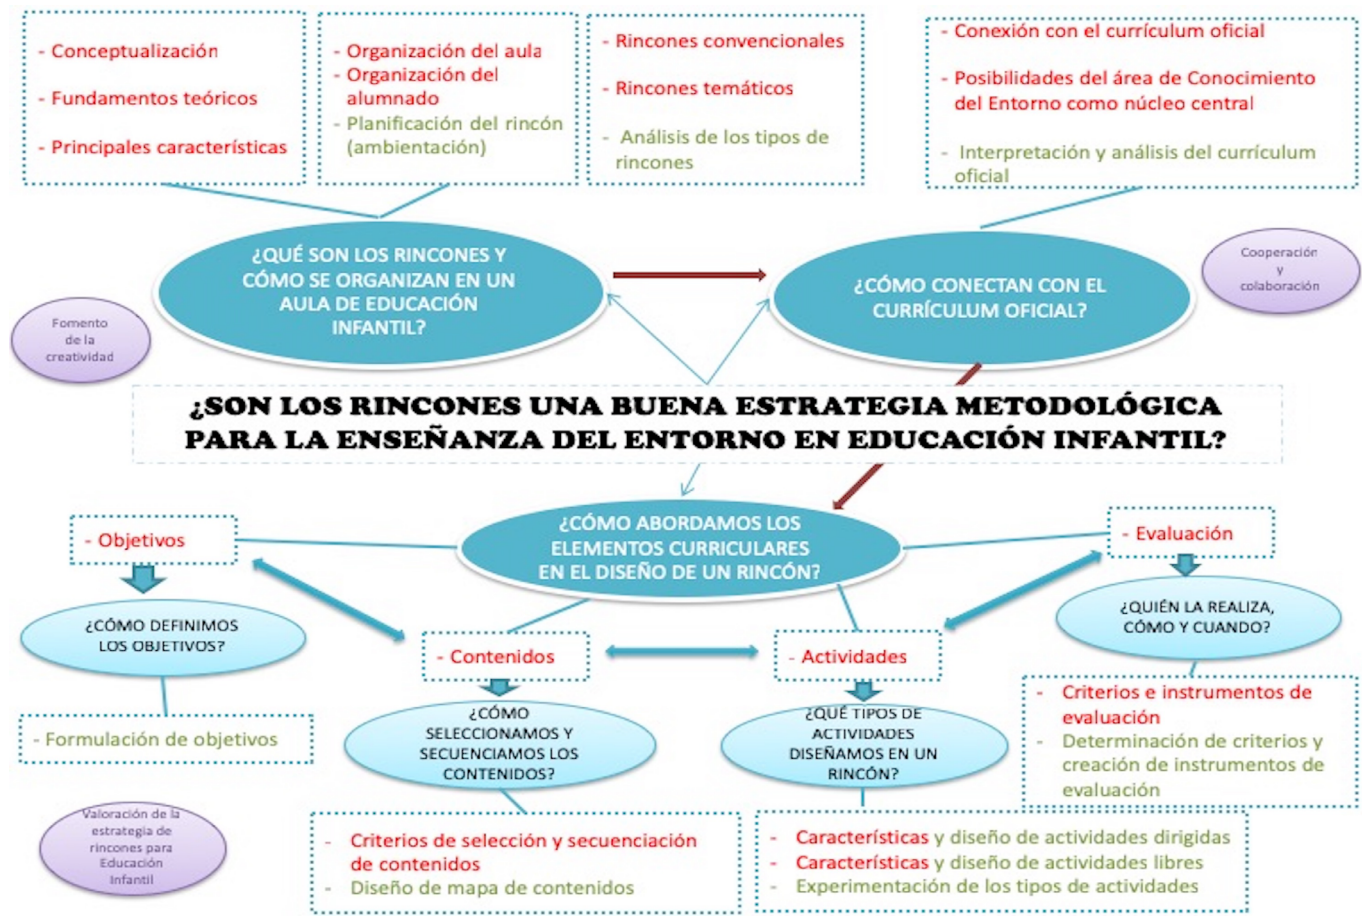 - Conceptualización
- Fundamentos teóricos
- Principales características
- Organización del aula
- Organización del
alumnado
- Planificación del rincón
(ambientación)
- Rincones convencionales
- Rincones temáticos
- Análisis de los tipos de
rincones
- Conexión con el currículum oficial
- Posibilidades del área de Conocimiento
del Entorno como núcleo central
- Interpretación y análisis del currículum
oficial
¿QUÉ SON LOS RINCONES Y
CÓMO SE ORGANIZAN EN UN
AULA DE EDUCACIÓN
INFANTIL?
¿CÓMO CONECTAN CON EL
CURRÍCULUM OFICIAL?
Cooperación
y
colaboración
Fomento
de la
creatividad
¿SON LOS RINCONES UNA BUENA ESTRATEGIA METODOLÓGICA
PARA LA ENSEÑANZA DEL ENTORNO EN EDUCACIÓN INFANTIL?
¿CÓMO ABORDAMOS LOS
ELEMENTOS CURRICULARES
EN EL DISEÑO DE UN RINCÓN?
- Objetivos
- Evaluación
¿CÓMO DEFINIMOS
LOS OBJETIVOS?
¿QUIÉN LA REALIZA,
CÓMO Y CUANDO?
- Contenidos
- Actividades
- Formulación de objetivos
¿CÓMO
SELECCIONAMOS Y
SECUENCIAMOS LOS
CONTENIDOS?
¿QUÉ TIPOS DE
ACTIVIDADES
DISEÑAMOS EN UN
RINCÓN?
- Criterios e instrumentos de
evaluación
- Determinación de criterios y
creación de instrumentos de
evaluación
Valoración de la
estrategia de
rincones para
Educación
Infantil
- Criterios de selección y secuenciación
de contenidos
- Diseño de mapa de contenidos
- Características y diseño de actividades dirigidas
- Características y diseño de actividades libres
- Experimentación de los tipos de actividades